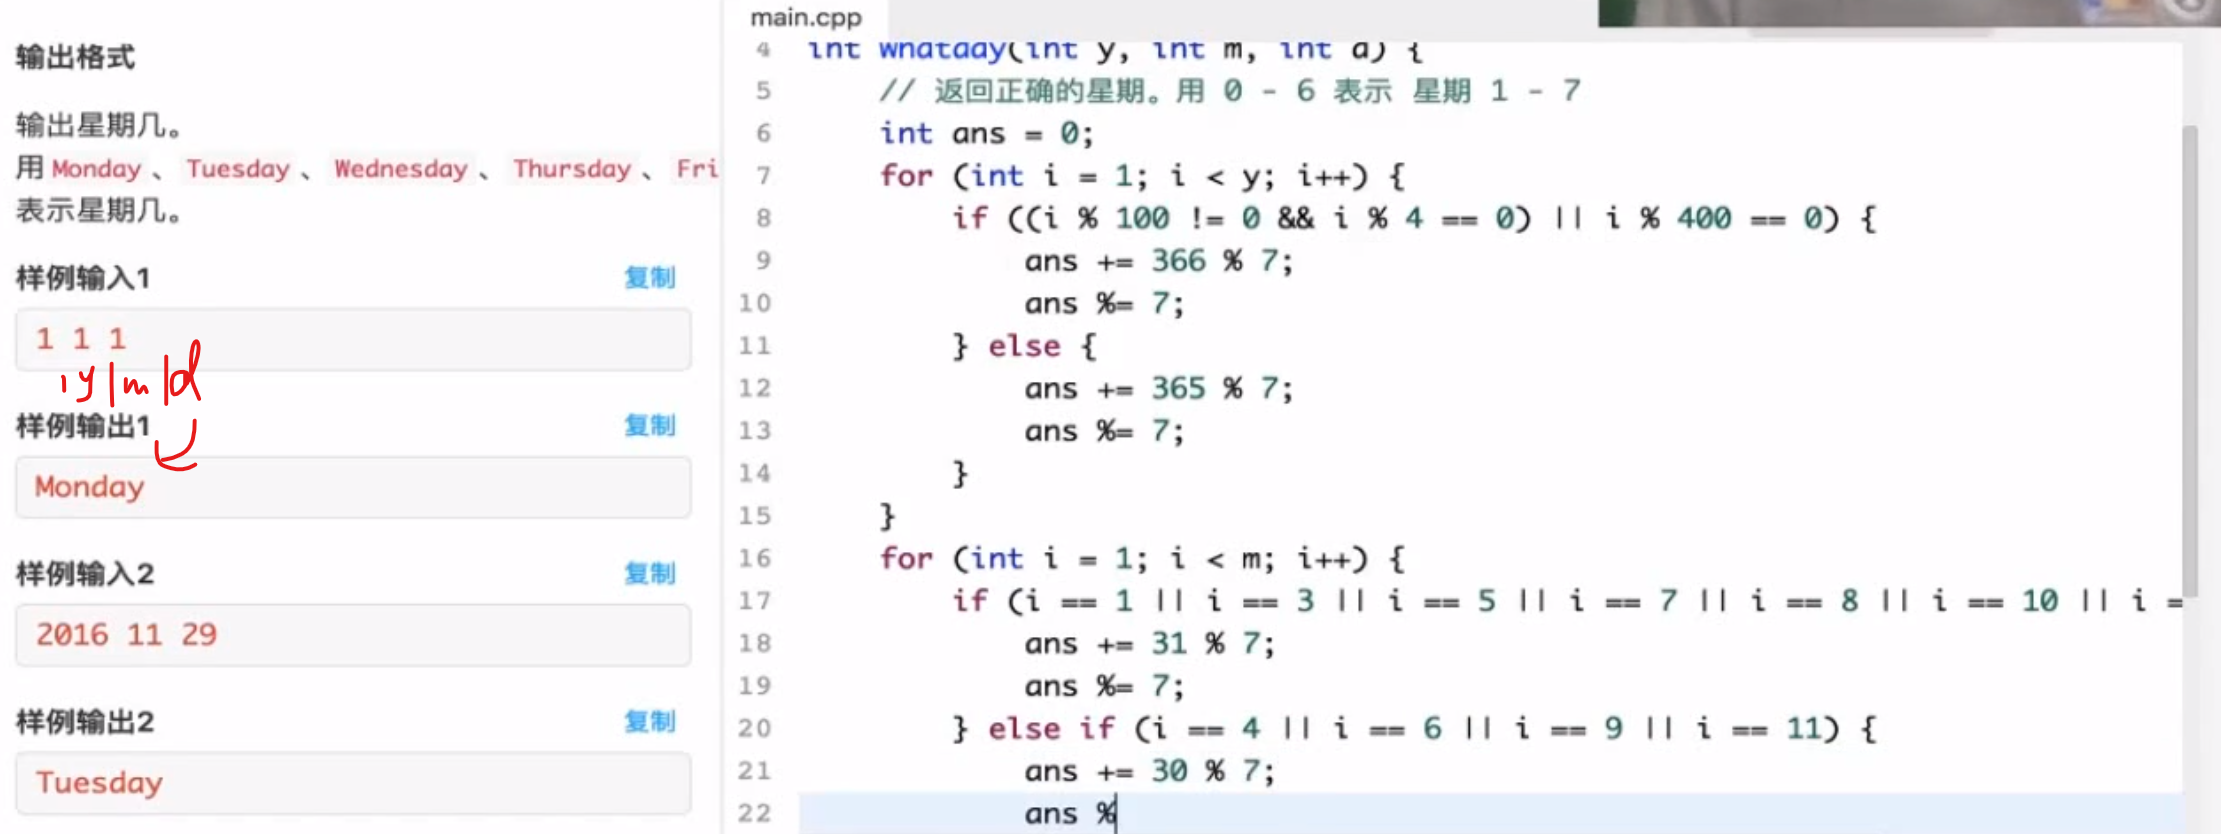 输出格式
输出星期几。
用 Monday 、 Tuesday 、 Wednesday 、 Thursday 、 Fri
表示星期几。
样例输入1 复制
1 1 1
1y1m1d
样例输出1 复制
Monday
样例输入2 复制
2016 11 29
样例输出2 复制
Tuesday
main.cpp
4 int whatday(int y, int m, int d) {
5 // 返回正确的星期。用 0 - 6 表示 星期 1 - 7
6 int ans = 0;
7 for (int i = 1; i < y; i++) {
8 if ((i % 100 != 0 && i % 4 == 0) || i % 400 == 0) {
9 ans += 366 % 7;
10 ans %= 7;
11 } else {
12 ans += 365 % 7;
13 ans %= 7;
14 }
15 }
16 for (int i = 1; i < m; i++) {
17 if (i == 1 || i == 3 || i == 5 || i == 7 || i == 8 || i == 10 || i =
18 ans += 31 % 7;
19 ans %= 7;
20 } else if (i == 4 || i == 6 || i == 9 || i == 11) {
21 ans += 30 % 7;
22 ans %